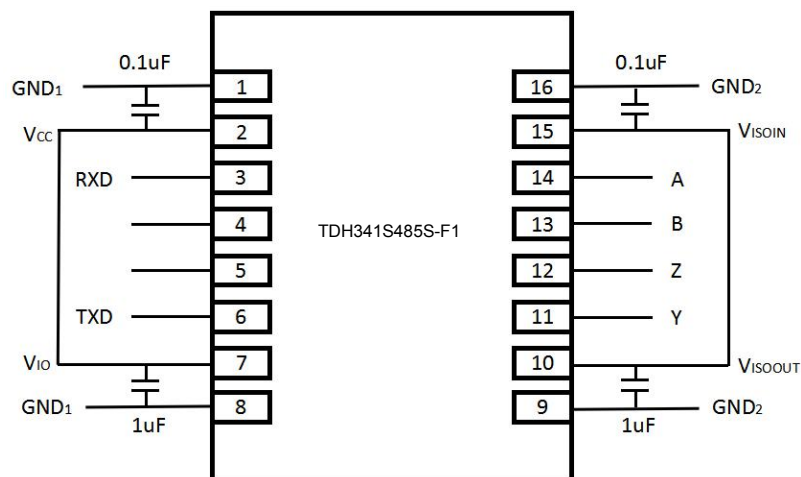 0.1uF 0.1uF
GND1 1 16 GND2
VCC 2 15 VISOIN
RXD 3 14 A
4 TDH341S485S-F1 13 B
5 12 Z
TXD 6 11 Y
VIO 7 10 VISOOUT
GND1 8 9 GND2
1uF 1uF